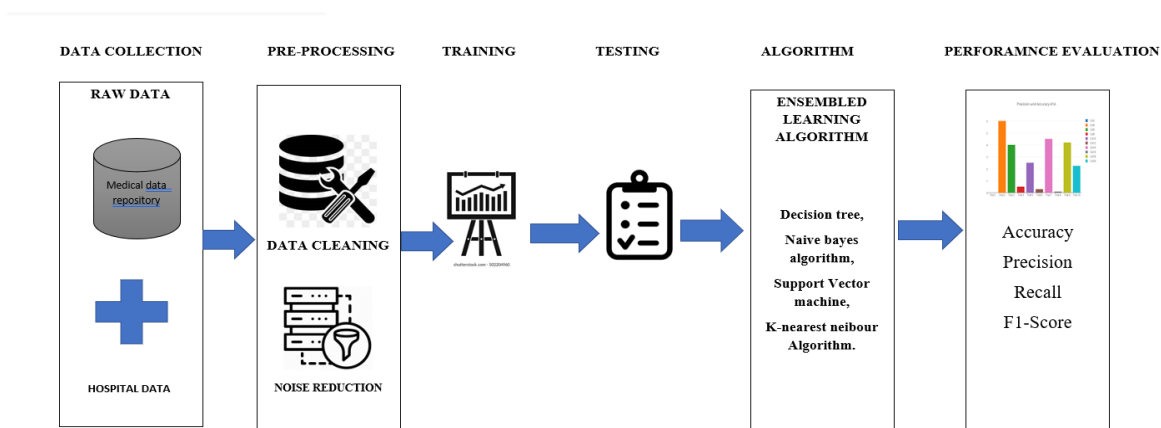 DATA COLLECTION
PRE-PROCESSING
TRAINING
TESTING
ALGORITHM
PERFORAMNCE EVALUATION
RAW DATA
Medical data
repository
HOSPITAL DATA
DATA CLEANING
NOISE REDUCTION
ENSEMBLED
LEARNING
ALGORITHM
Decision tree,
Naive bayes
algorithm,
Support Vector
machine,
K-nearest neibour
Algorithm.
Accuracy
Precision
Recall
F1-Score